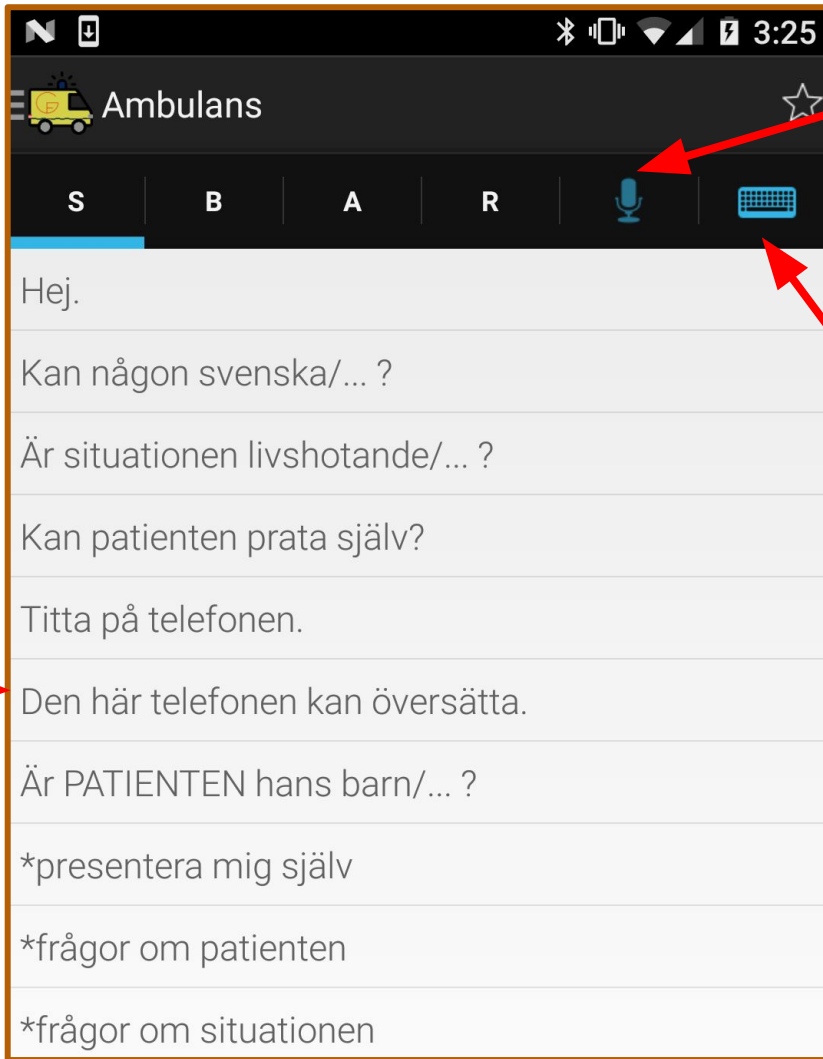 3:25
Ambulans
S B A R
Hej.
Kan någon svenska/... ?
Är situationen livshotande/... ?
Kan patienten prata själv?
Titta på telefonen.
Den här telefonen kan översätta.
Är PATIENTEN hans barn/... ?
*presentera mig själv
*frågor om patienten
*frågor om situationen